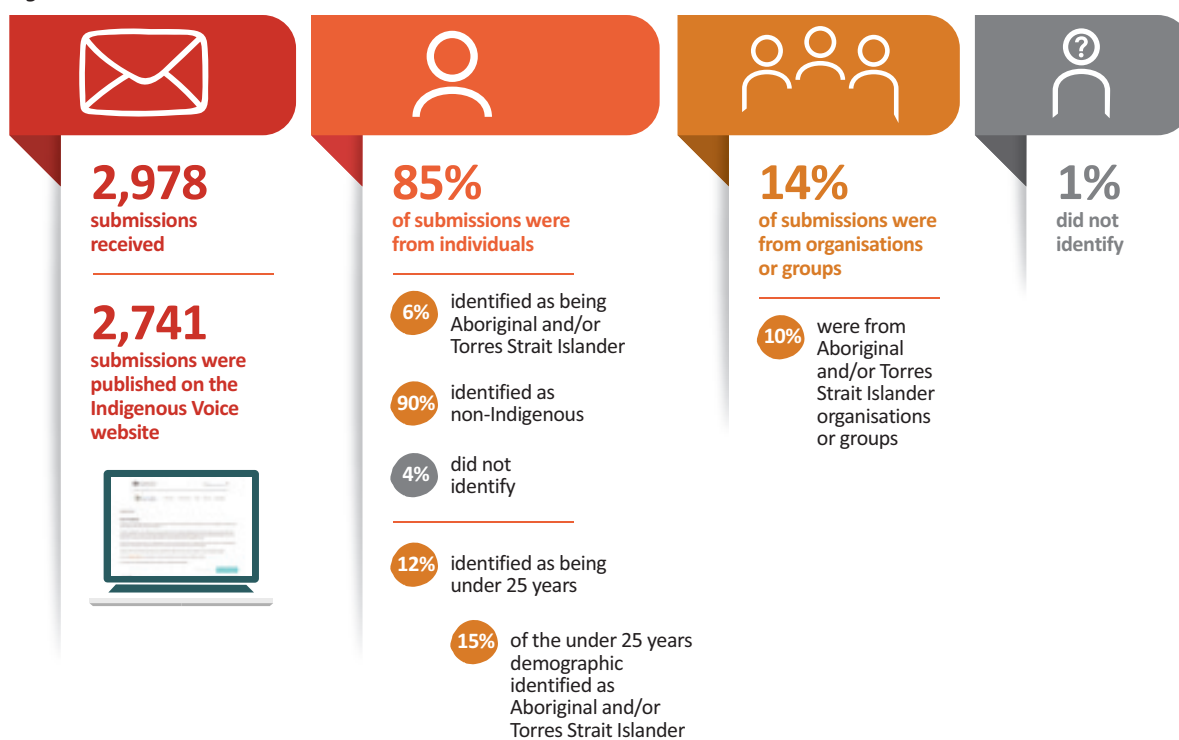 2,978
submissions
received
2,741
submissions were
published on the
Indigenous Voice
website
85%
of submissions were
from individuals
6%
identified as being
Aboriginal and/or
Torres Strait Islander
90%
identified as
non-Indigenous
4%
did not
identify
12%
identified as being
under 25 years
15%
of the under 25 years
demographic
identified as
Aboriginal and/or
Torres Strait Islander
14%
of submissions were
from organisations
or groups
10%
were from
Aboriginal
and/or Torres
Strait Islander
organisations
or groups
?
1%
did not
identify